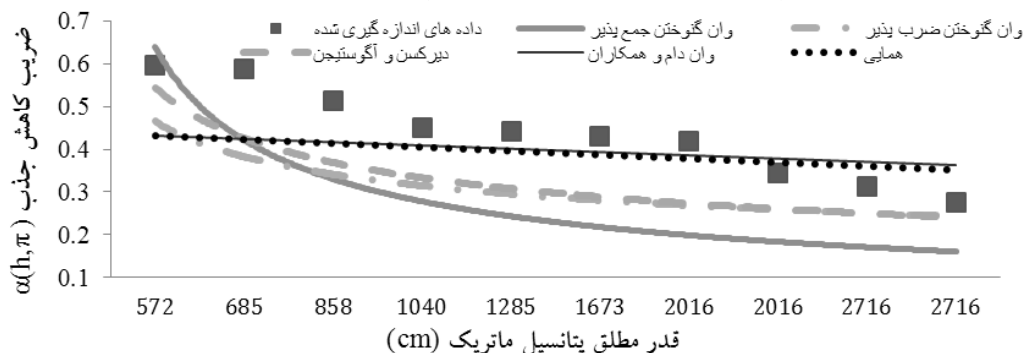 ضریب کاهش جذب α(h,π)
0.7
0.6
0.5
0.4
0.3
0.2
0.1
داده های اندازه گیری شده
وان گنوختن جمع پذیر
وان گنوختن ضرب پذیر
دیرکسن و آگوستیجن
وان دام و همکاران
همایی
572 685 858 1040 1285 1673 2016 2016 2716 2716
قدر مطلق پتانسیل ماتریک (cm)